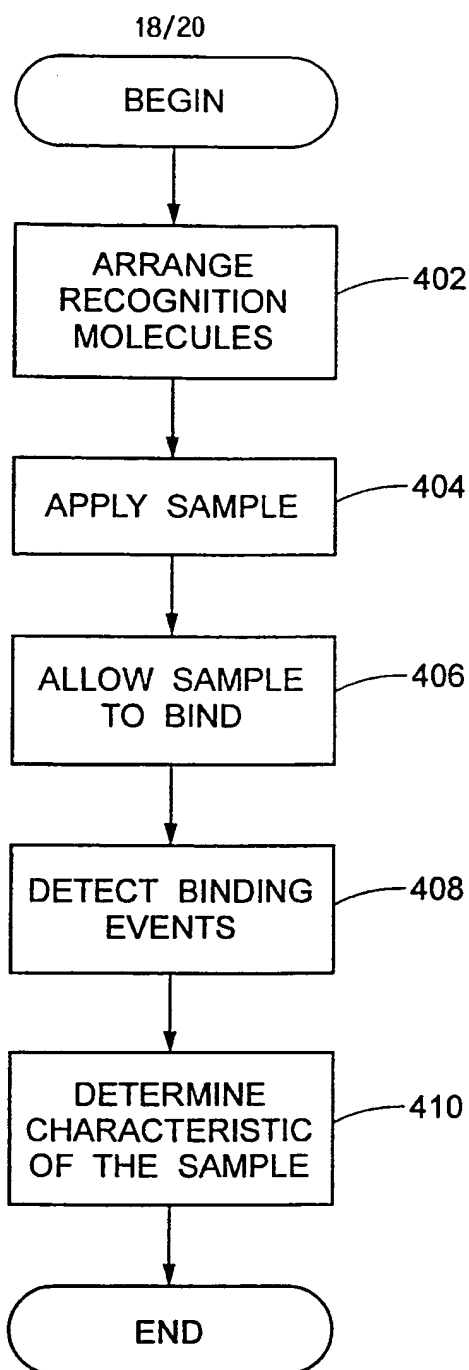 18/20
BEGIN
ARRANGE
RECOGNITION
MOLECULES
402
APPLY SAMPLE
404
ALLOW SAMPLE
TO BIND
406
DETECT BINDING
EVENTS
408
DETERMINE
CHARACTERISTIC
OF THE SAMPLE
410
END